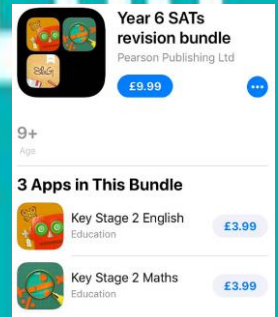 Year 6 SATs
revision bundle
Pearson Publishing Ltd
£9.99
9+
Age
3 Apps in This Bundle
Key Stage 2 English
Education
£3.99
Key Stage 2 Maths
Education
£3.99